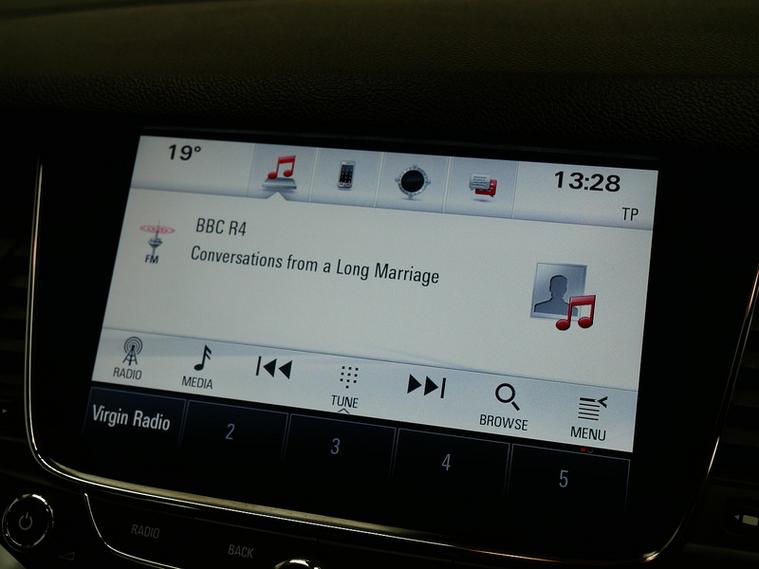 19°
13:28
TP
BBC R4
FM
Conversations from a Long Marriage
RADIO
MEDIA
TUNE
BROWSE
MENU
Virgin Radio
2
3
4
5
RADIO
BACK